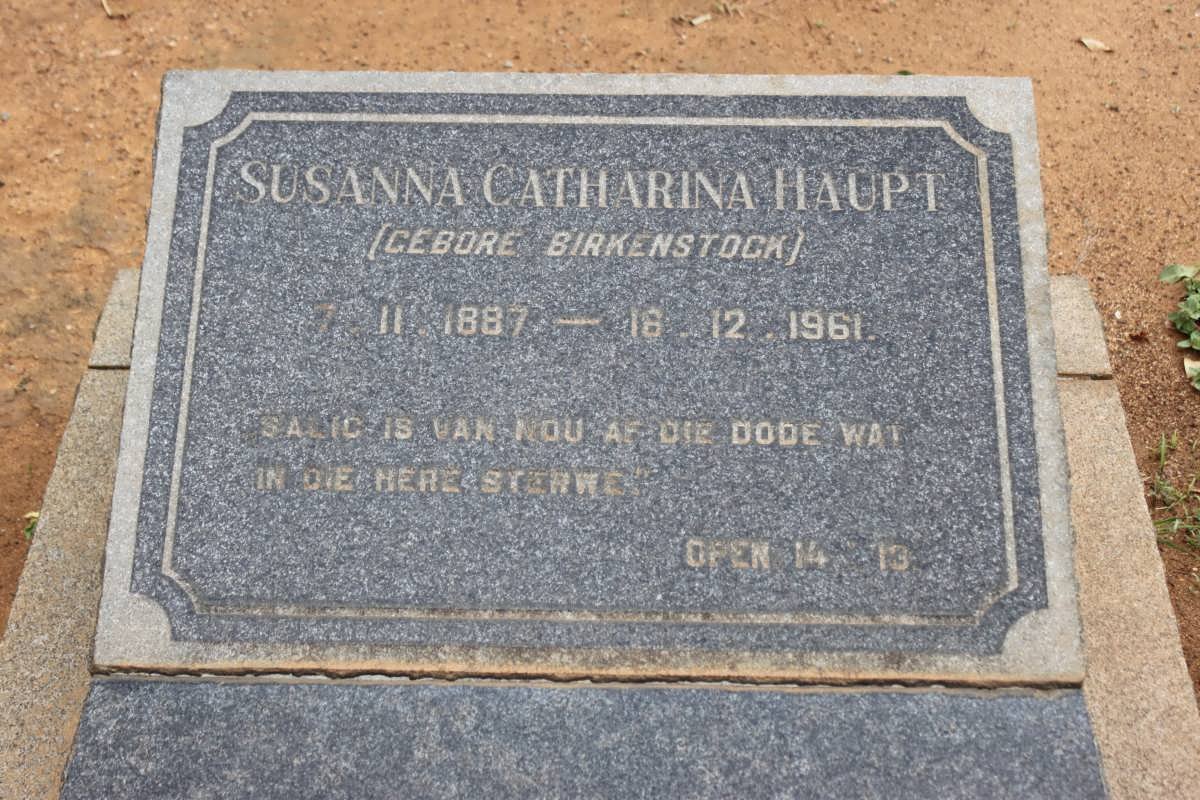 SUSANNA CATHARINA HAUPT
(GEBORE BIRKENSTOCK)
7.11.1887 — 16.12.1961.
„SALIG IS VAN NOU AF DIE DODE WAT
IN DIE HERE STERWE."
OPEN. 14 : 13.